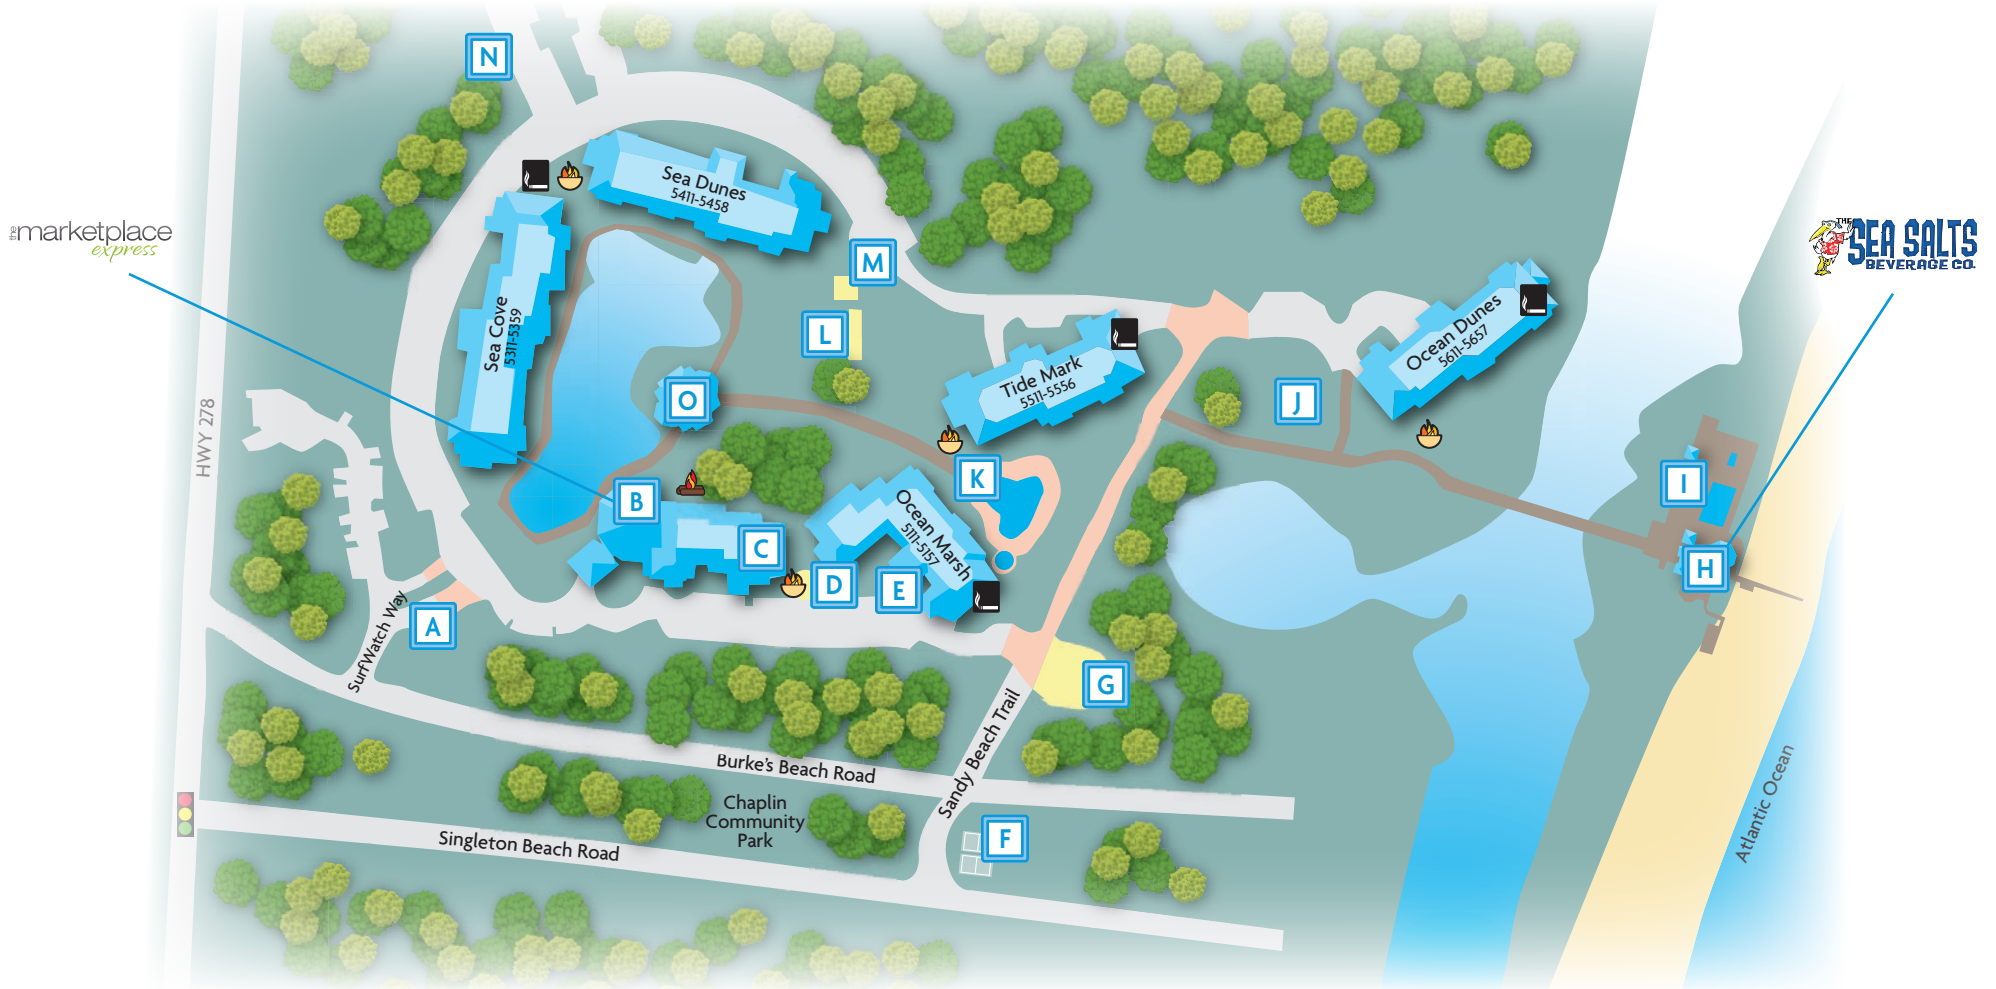 N
Sea Dunes
5411-5458
the marketplace
express
THE
SEA SALTS
BEVERAGE CO.
M
Sea Cove
5311-5359
L
Ocean Dunes
5611-5657
Tide Mark
5511-5556
O
J
HWY 278
K
I
B
Ocean Marsh
5111-5157
C
D
E
H
A
SurfWatch Way
G
Sandy Beach Trail
Burke's Beach Road
Chaplin
Community
Park
Singleton Beach Road
F
Atlantic Ocean